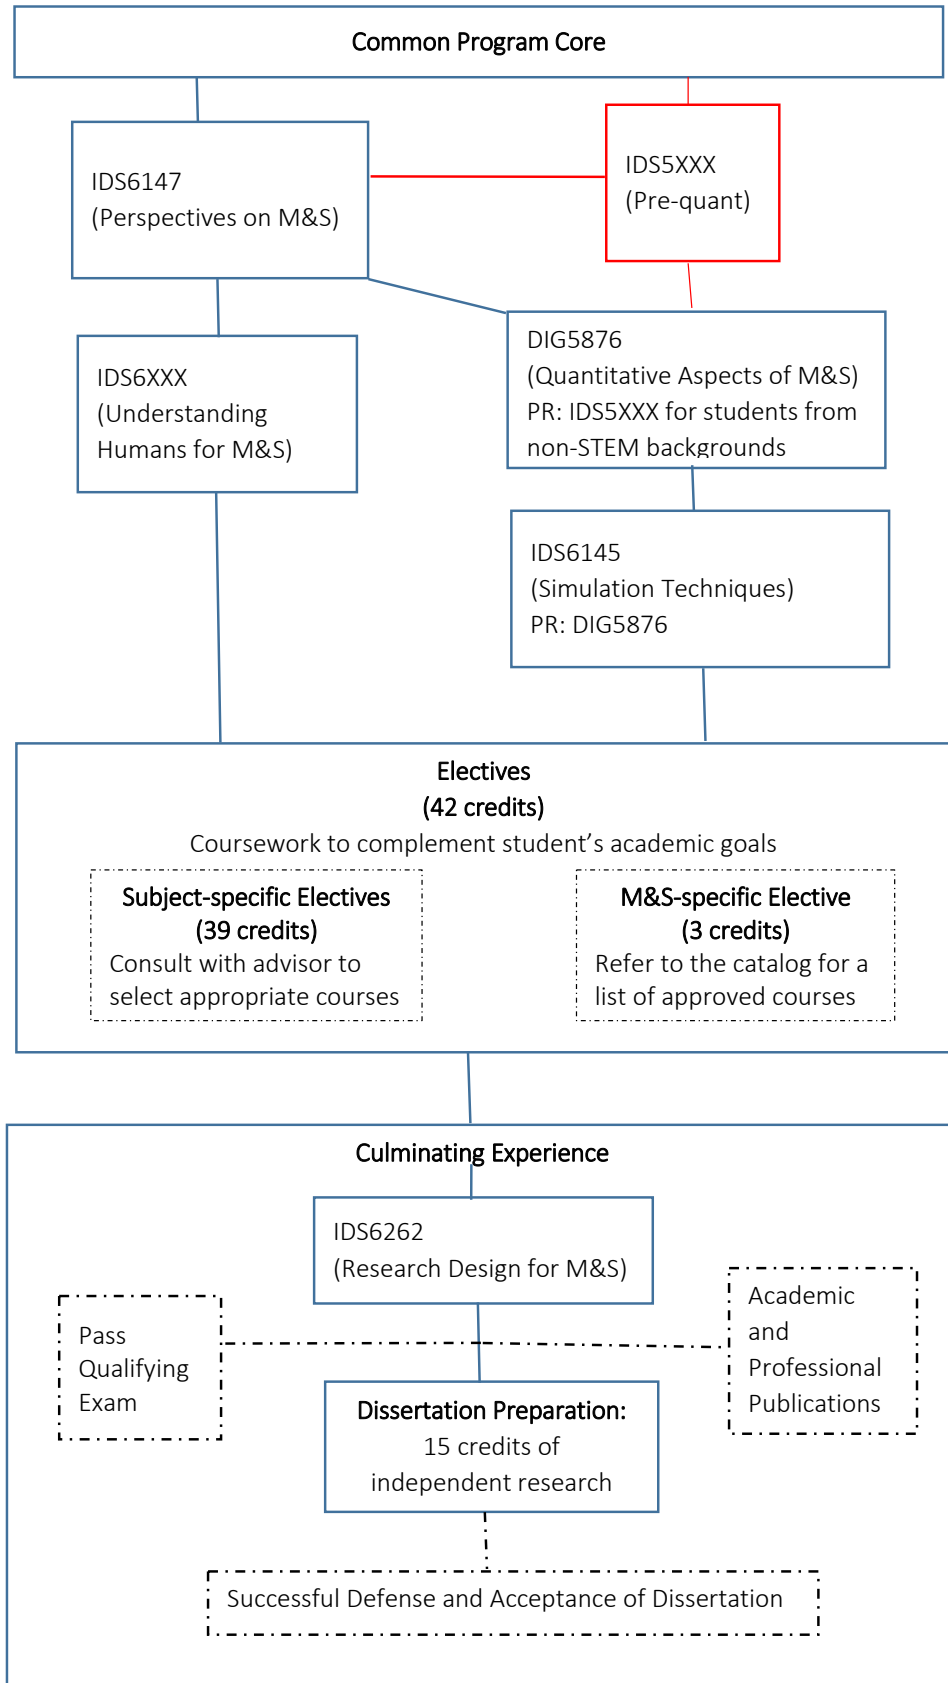 Common Program Core
IDS6147
(Perspectives on M&S)
IDS5XXX
(Pre-quant)
IDS6XXX
(Understanding
Humans for M&S)
DIG5876
(Quantitative Aspects of M&S)
PR: IDS5XXX for students from
non-STEM backgrounds
IDS6145
(Simulation Techniques)
PR: DIG5876
Electives
(42 credits)
Coursework to complement student’s academic goals
Subject-specific Electives
(39 credits)
Consult with advisor to
select appropriate courses
M&S-specific Elective
(3 credits)
Refer to the catalog for a
list of approved courses
Culminating Experience
IDS6262
(Research Design for M&S)
Pass
Qualifying
Exam
Academic
and
Professional
Publications
Dissertation Preparation:
15 credits of
independent research
Successful Defense and Acceptance of Dissertation